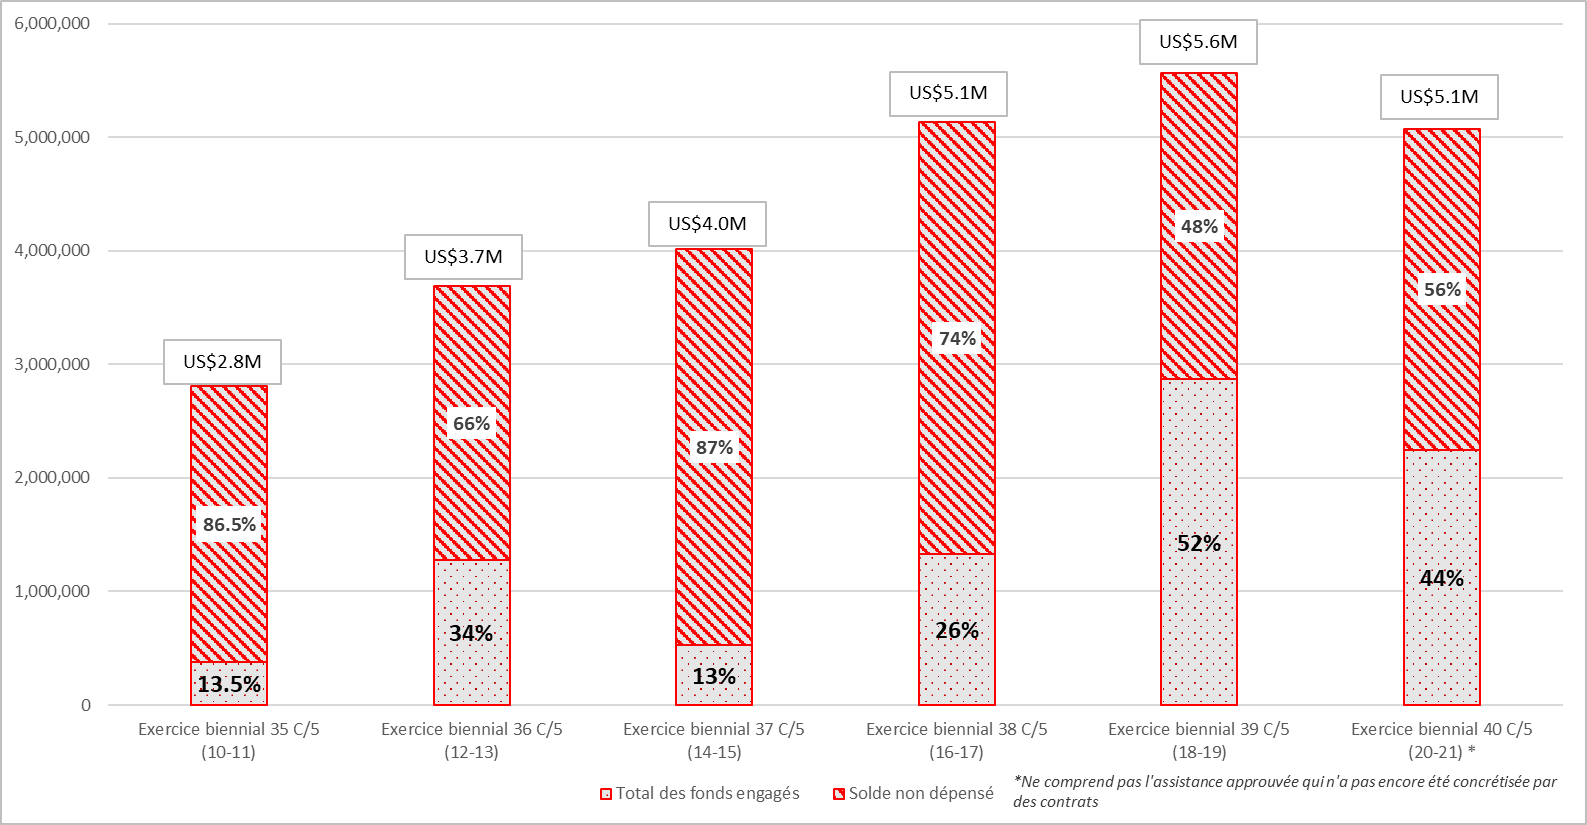 6,000,000
5,000,000
4,000,000
3,000,000
2,000,000
1,000,000
0
US$2.8M
86.5%
13.5%
US$3.7M
66%
34%
US$4.0M
87%
13%
US$5.1M
74%
26%
US$5.6M
48%
52%
US$5.1M
56%
44%
Exercice biennial 35 C/5
(10-11)
Exercice biennial 36 C/5
(12-13)
Exercice biennial 37 C/5
(14-15)
Exercice biennial 38 C/5
(16-17)
Exercice biennial 39 C/5
(18-19)
Exercice biennial 40 C/5
(20-21) *
Total des fonds engagés
Solde non dépensé
*Ne comprend pas l'assistance approuvée qui n'a pas encore été concrétisée par
des contrats